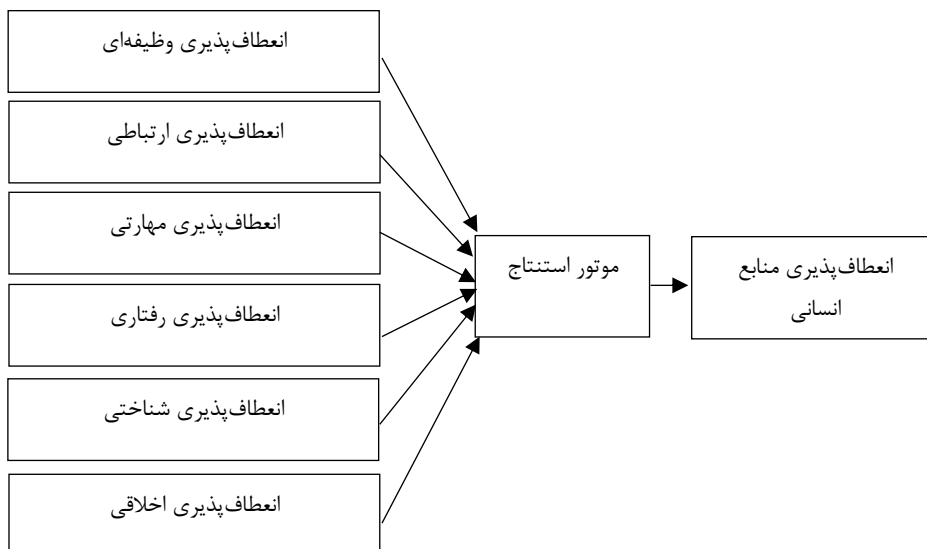 انعطاف‌پذیری وظیفه‌ای
انعطاف‌پذیری ارتباطی
انعطاف‌پذیری مهارتی
انعطاف‌پذیری رفتاری
انعطاف‌پذیری شناختی
انعطاف‌پذیری اخلاقی
موتور استنتاج
انعطاف‌پذیری منابع
انسانی